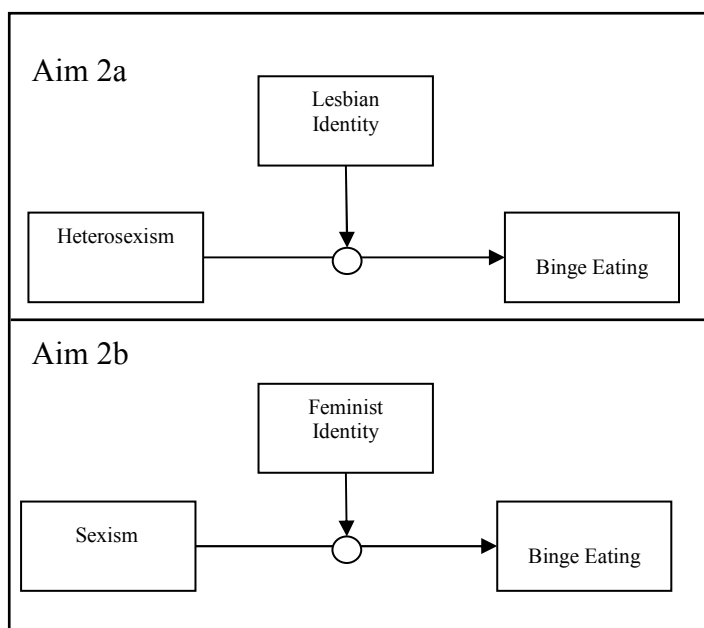 Aim 2a
Lesbian
Identity
Heterosexism
Binge Eating
Aim 2b
Feminist
Identity
Sexism
Binge Eating